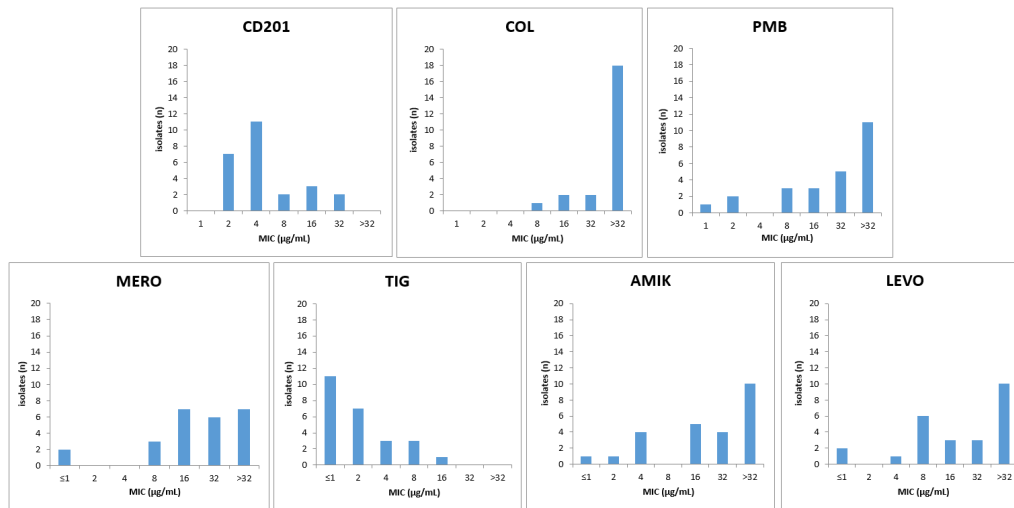 CD201
20
18
16
14
12
10
8
6
4
2
0
isolates (n)
1 2 4 8 16 32 >32
MIC (µg/mL)
COL
20
18
16
14
12
10
8
6
4
2
0
isolates (n)
1 2 4 8 16 32 >32
MIC (µg/mL)
PMB
20
18
16
14
12
10
8
6
4
2
0
isolates (n)
1 2 4 8 16 32 >32
MIC (µg/mL)
MERO
20
18
16
14
12
10
8
6
4
2
0
isolates (n)
≤1 2 4 8 16 32 >32
MIC (µg/mL)
TIG
20
18
16
14
12
10
8
6
4
2
0
isolates (n)
≤1 2 4 8 16 32 >32
MIC (µg/mL)
AMIK
20
18
16
14
12
10
8
6
4
2
0
isolates (n)
≤1 2 4 8 16 32 >32
MIC (µg/mL)
LEVO
20
18
16
14
12
10
8
6
4
2
0
isolates (n)
≤1 2 4 8 16 32 >32
MIC (µg/mL)